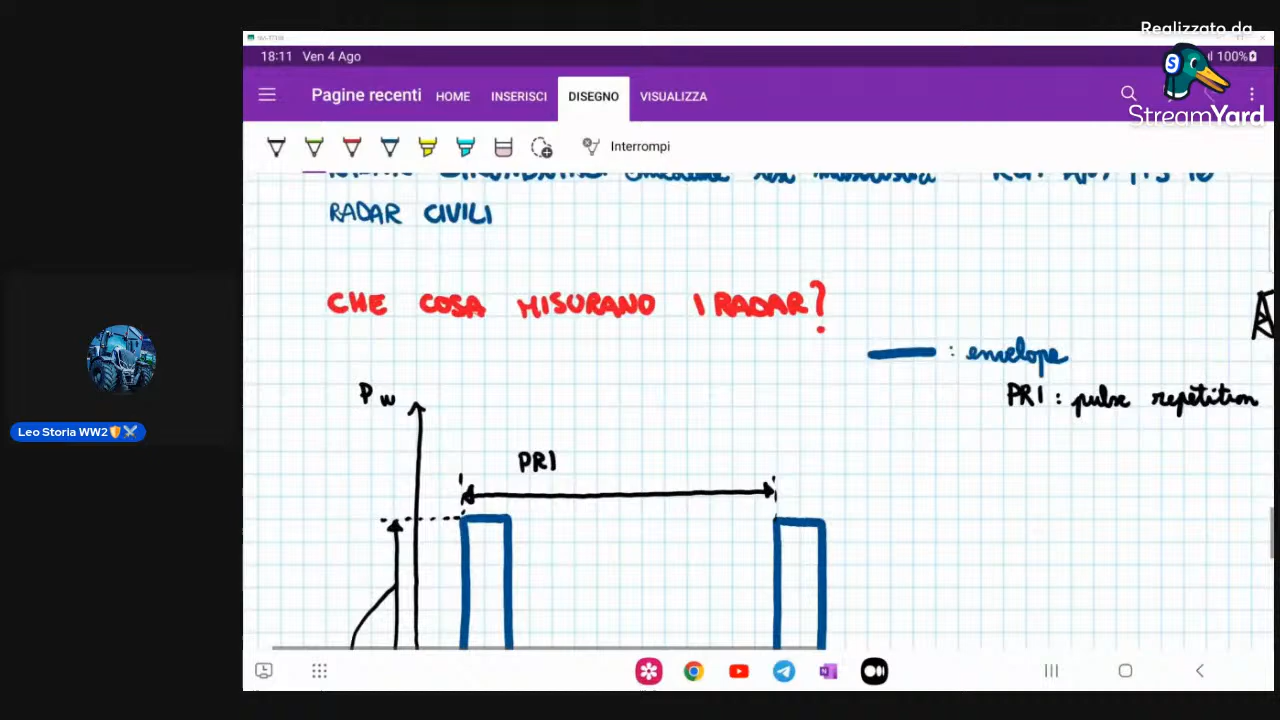 Realizzato da
StreamYard
18:11 Ven 4 Ago
100%
Pagine recenti HOME INSERISCI DISEGNO VISUALIZZA
Interrompi
RADAR CIVILI
CHE COSA MISURANO I RADAR?
: envelope
PRI : pulse repetition
Pw
PRI
Leo Storia WW2🛡️⚔️